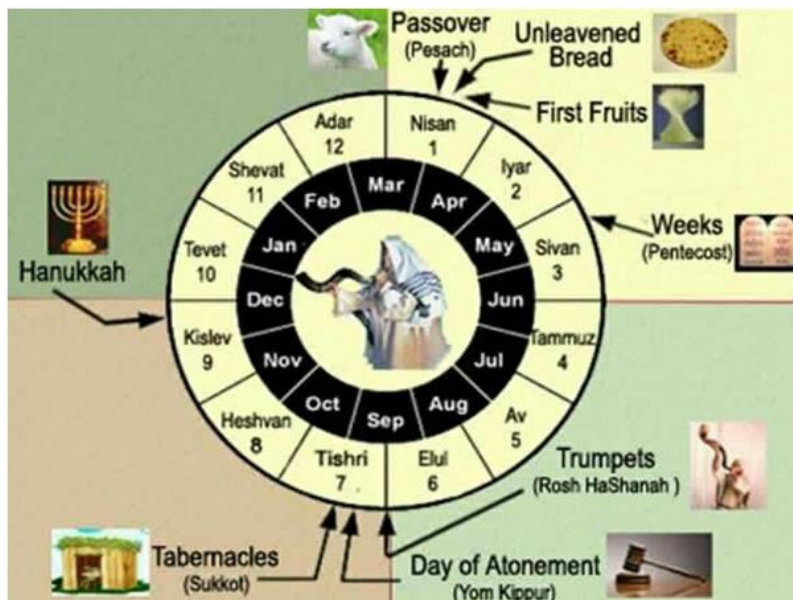 Passover
(Pesach)
Unleavened
Bread
First Fruits
Weeks
(Pentecost)
Trumpets
(Rosh HaShanah )
Day of Atonement
(Yom Kippur)
Tabernacles
(Sukkot)
Hanukkah
Nisan
1
Iyar
2
Sivan
3
Tammuz
4
Av
5
Elul
6
Tishri
7
Heshvan
8
Kislev
9
Tevet
10
Shevat
11
Adar
12
Mar
Apr
May
Jun
Jul
Aug
Sep
Oct
Nov
Dec
Jan
Feb